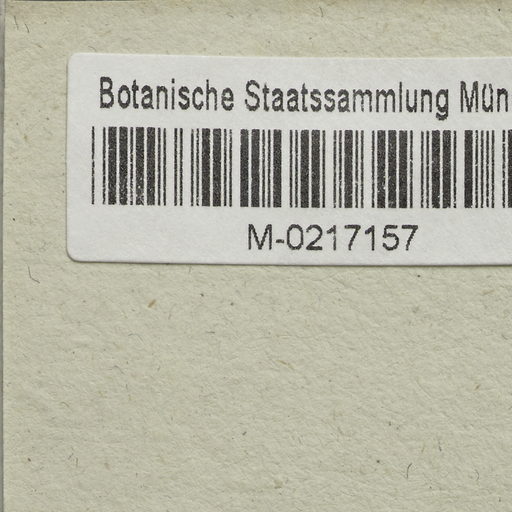 Botanische Staatssammlung Mün
M-0217157